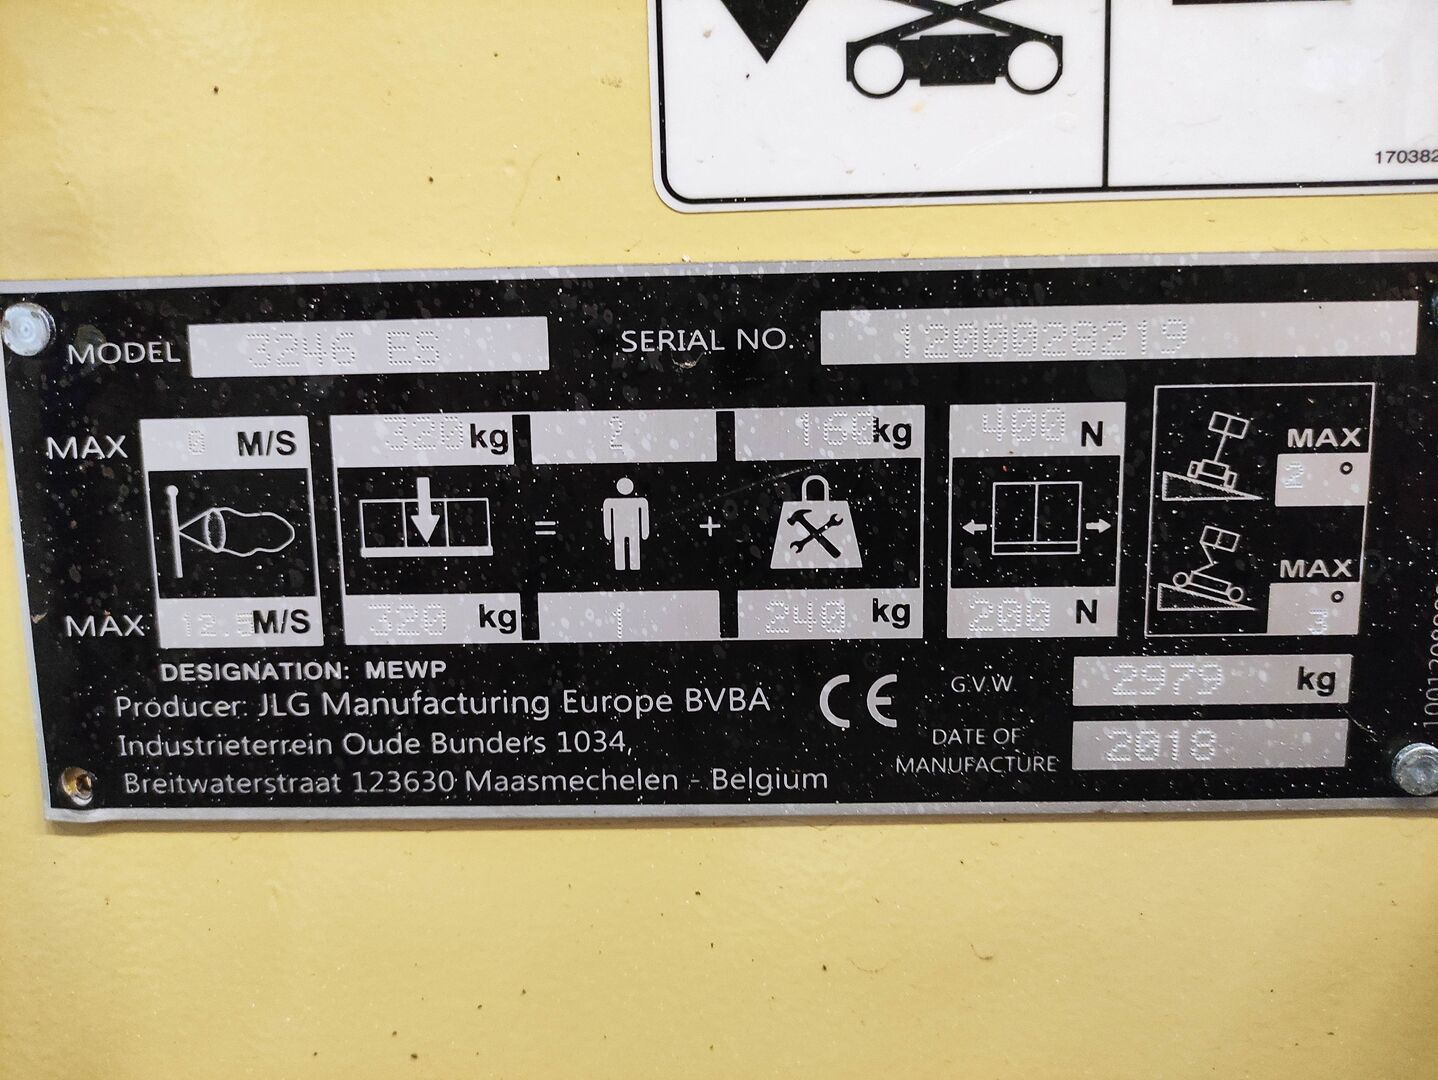 170382
MODEL 3246 ES SERIAL NO. 1200028219
MAX 0 M/S 320 kg 2 160 kg 400 N MAX 2°
= +
MAX 12.5 M/S 320 kg 1 240 kg 200 N MAX 3°
DESIGNATION: MEWP
Producer: JLG Manufacturing Europe BVBA CE G.V.W 2979 kg
Industrieterrein Oude Bunders 1034,
Breitwaterstraat 123630 Maasmechelen - Belgium
DATE OF
MANUFACTURE 2018